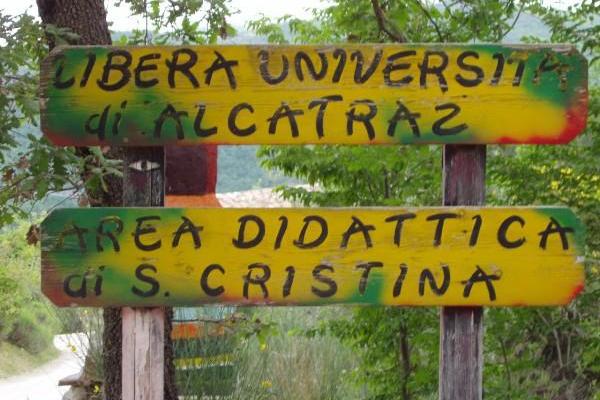 LIBERA UNIVERSITÀ
di ALCATRAZ
AREA DIDATTICA
di S. CRISTINA